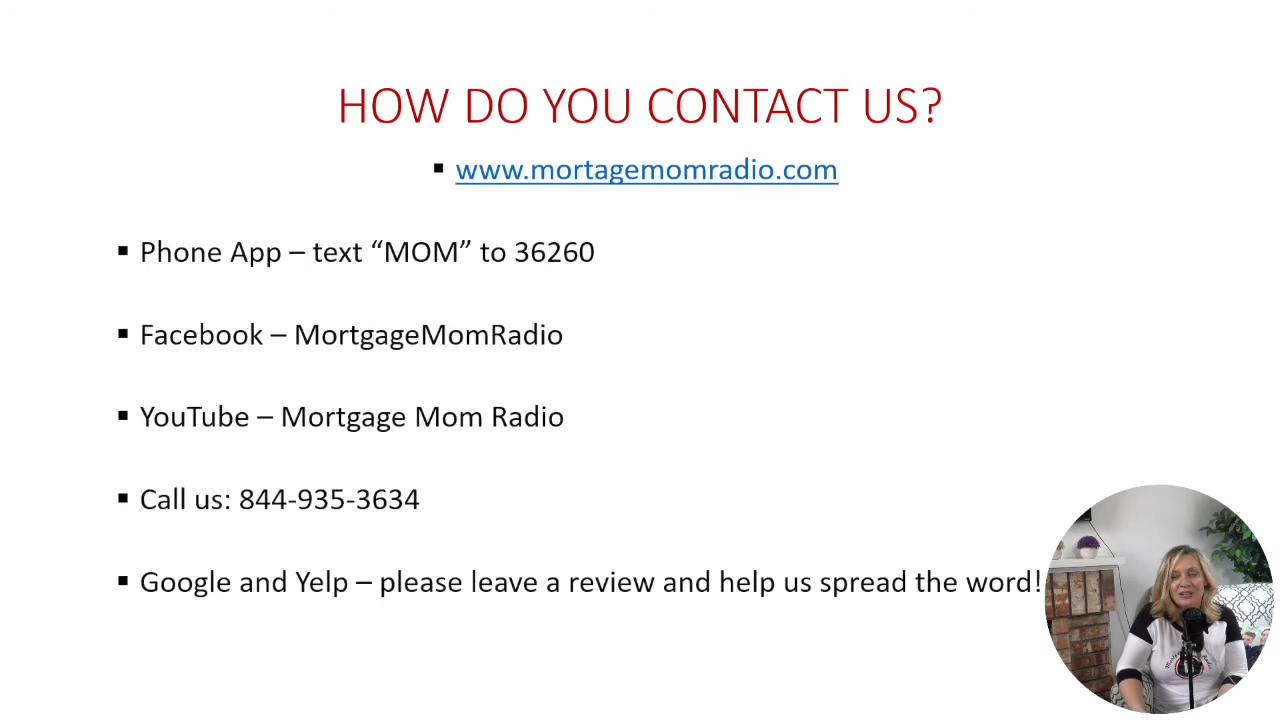 HOW DO YOU CONTACT US?
▪ www.mortagemomradio.com
▪ Phone App – text “MOM” to 36260
▪ Facebook – MortgageMomRadio
▪ YouTube – Mortgage Mom Radio
▪ Call us: 844-935-3634
▪ Google and Yelp – please leave a review and help us spread the word!